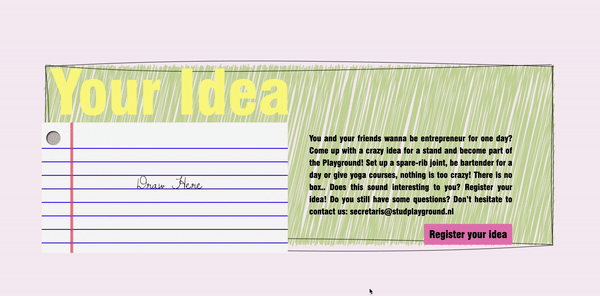 Your Idea
Draw Here
You and your friends wanna be entrepreneur for one day?
Come up with a crazy idea for a stand and become part of
the Playground! Set up a spare-rib joint, be bartender for a
day or give yoga courses, nothing is too crazy! There is no
box.. Does this sound interesting to you? Register your
idea! Do you still have some questions? Don't hesitate to
contact us: secretaris@studplayground.nl
Register your idea